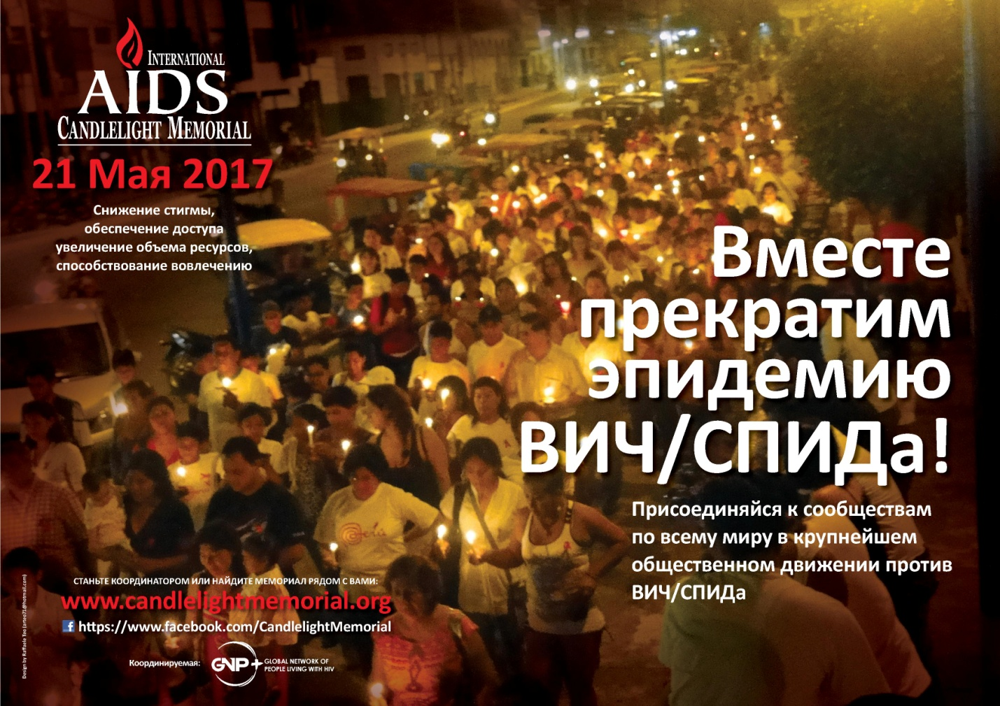 INTERNATIONAL
AIDS
CANDLELIGHT MEMORIAL
21 Мая 2017
Снижение стигмы,
обеспечение доступа
увеличение объема ресурсов,
способствование вовлечению
Вместе
прекратим
эпидемию
ВИЧ/СПИДа!
Присоединяйся к сообществам
по всему миру в крупнейшем
общественном движении против
ВИЧ/СПИДа
СТАНЬТЕ КООРДИНАТОРОМ ИЛИ НАЙДИТЕ МЕМОРИАЛ РЯДОМ С ВАМИ:
www.candlelightmemorial.org
f https://www.facebook.com/CandlelightMemorial
Координируемая:
GNP+
GLOBAL NETWORK OF
PEOPLE LIVING WITH HIV
Design by Raffaele Teo (arteo71@hotmail.com)